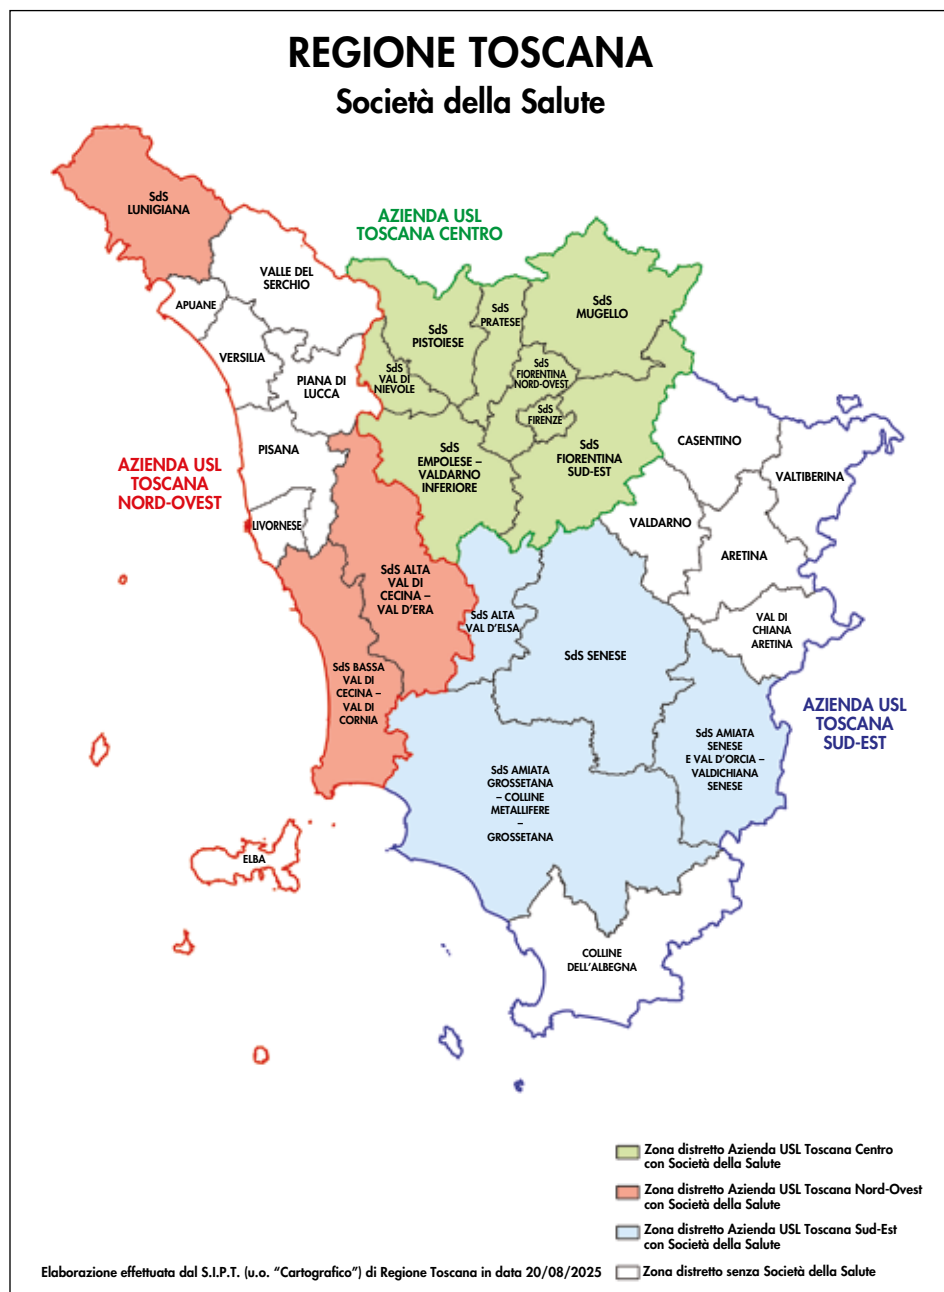 REGIONE TOSCANA
Società della Salute
SdS
LUNIGIANA
AZIENDA USL
TOSCANA CENTRO
VALLE DEL
SERCHIO
APUANE
VERSILIA
PIANA DI
LUCCA
SdS
PISTOIESE
SdS
PRATESE
SdS
MUGELLO
SdS
VAL DI
NIEVOLE
SdS
FIORENTINA
NORD-OVEST
SdS
FIRENZE
SdS
EMPOLESE –
VALDARNO
INFERIORE
SdS
FIORENTINA
SUD-EST
PISANA
AZIENDA USL
TOSCANA
NORD-OVEST
LIVORNESE
CASENTINO
VALTIBERINA
VALDARNO
ARETINA
VAL DI
CHIANA
ARETINA
SdS ALTA
VAL DI
CECINA –
VAL D'ERA
SdS ALTA
VAL D'ELSA
SdS SENESE
SdS BASSA
VAL DI
CECINA –
VAL DI
CORNIA
AZIENDA USL
TOSCANA
SUD-EST
SdS AMIATA
SENESE
E VAL D'ORCIA –
VALDICHIANA
SENESE
SdS AMIATA
GROSSETANA
– COLLINE
METALLIFERE
–
GROSSETANA
ELBA
COLLINE
DELL'ALBEGNA
Zona distretto Azienda USL Toscana Centro
con Società della Salute
Zona distretto Azienda USL Toscana Nord-Ovest
con Società della Salute
Zona distretto Azienda USL Toscana Sud-Est
con Società della Salute
Zona distretto senza Società della Salute
Elaborazione effettuata dal S.I.P.T. (u.o. "Cartografico") di Regione Toscana in data 20/08/2025